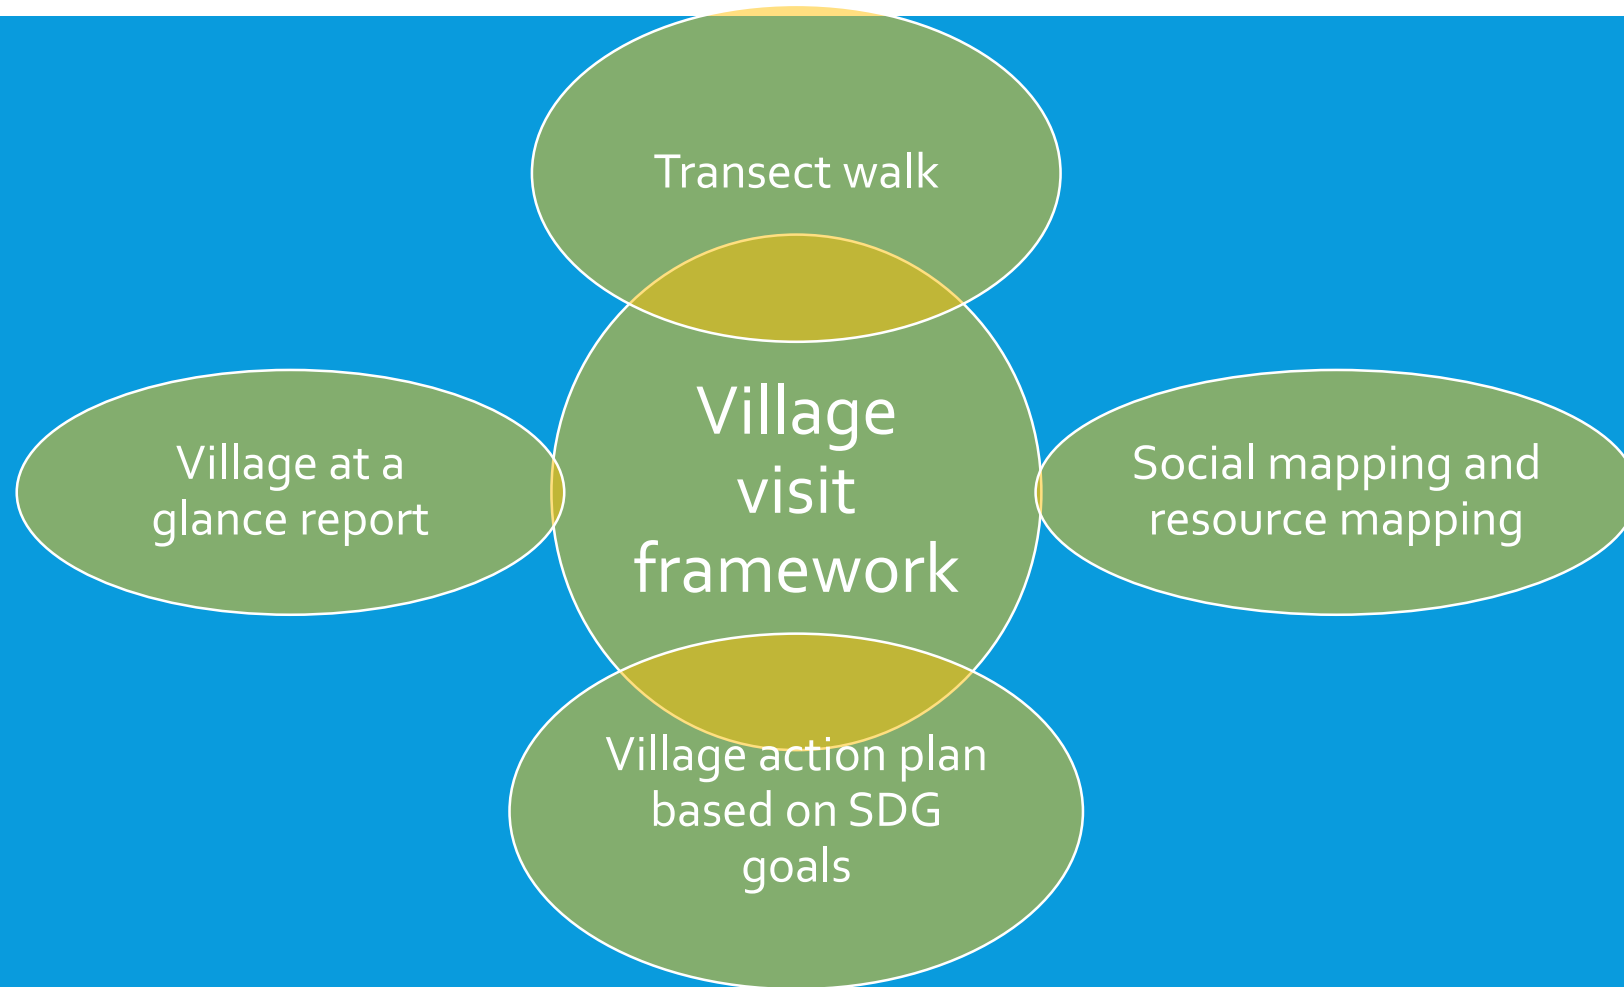 Transect walk
Village
visit
framework
Village at a
glance report
Social mapping and
resource mapping
Village action plan
based on SDG
goals